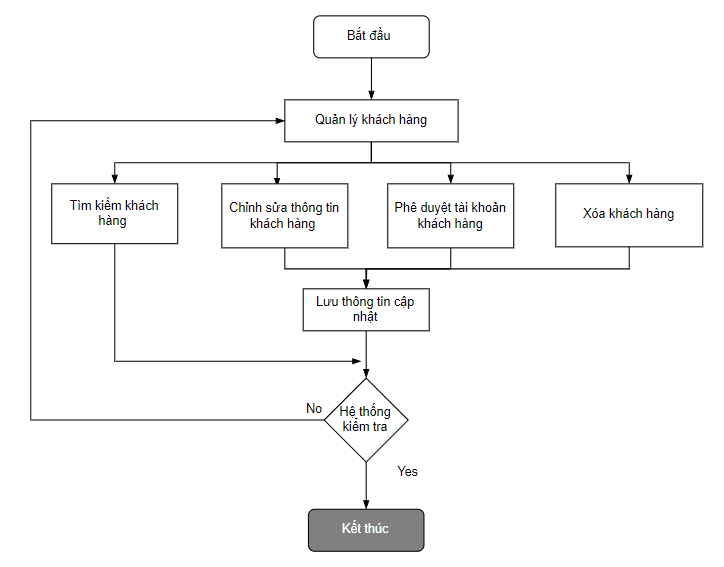 Bắt đầu
Quản lý khách hàng
Tìm kiếm khách
hàng
Chỉnh sửa thông tin
khách hàng
Phê duyệt tài khoản
khách hàng
Xóa khách hàng
Lưu thông tin cập
nhật
No
Hệ thống
kiểm tra
Yes
Kết thúc